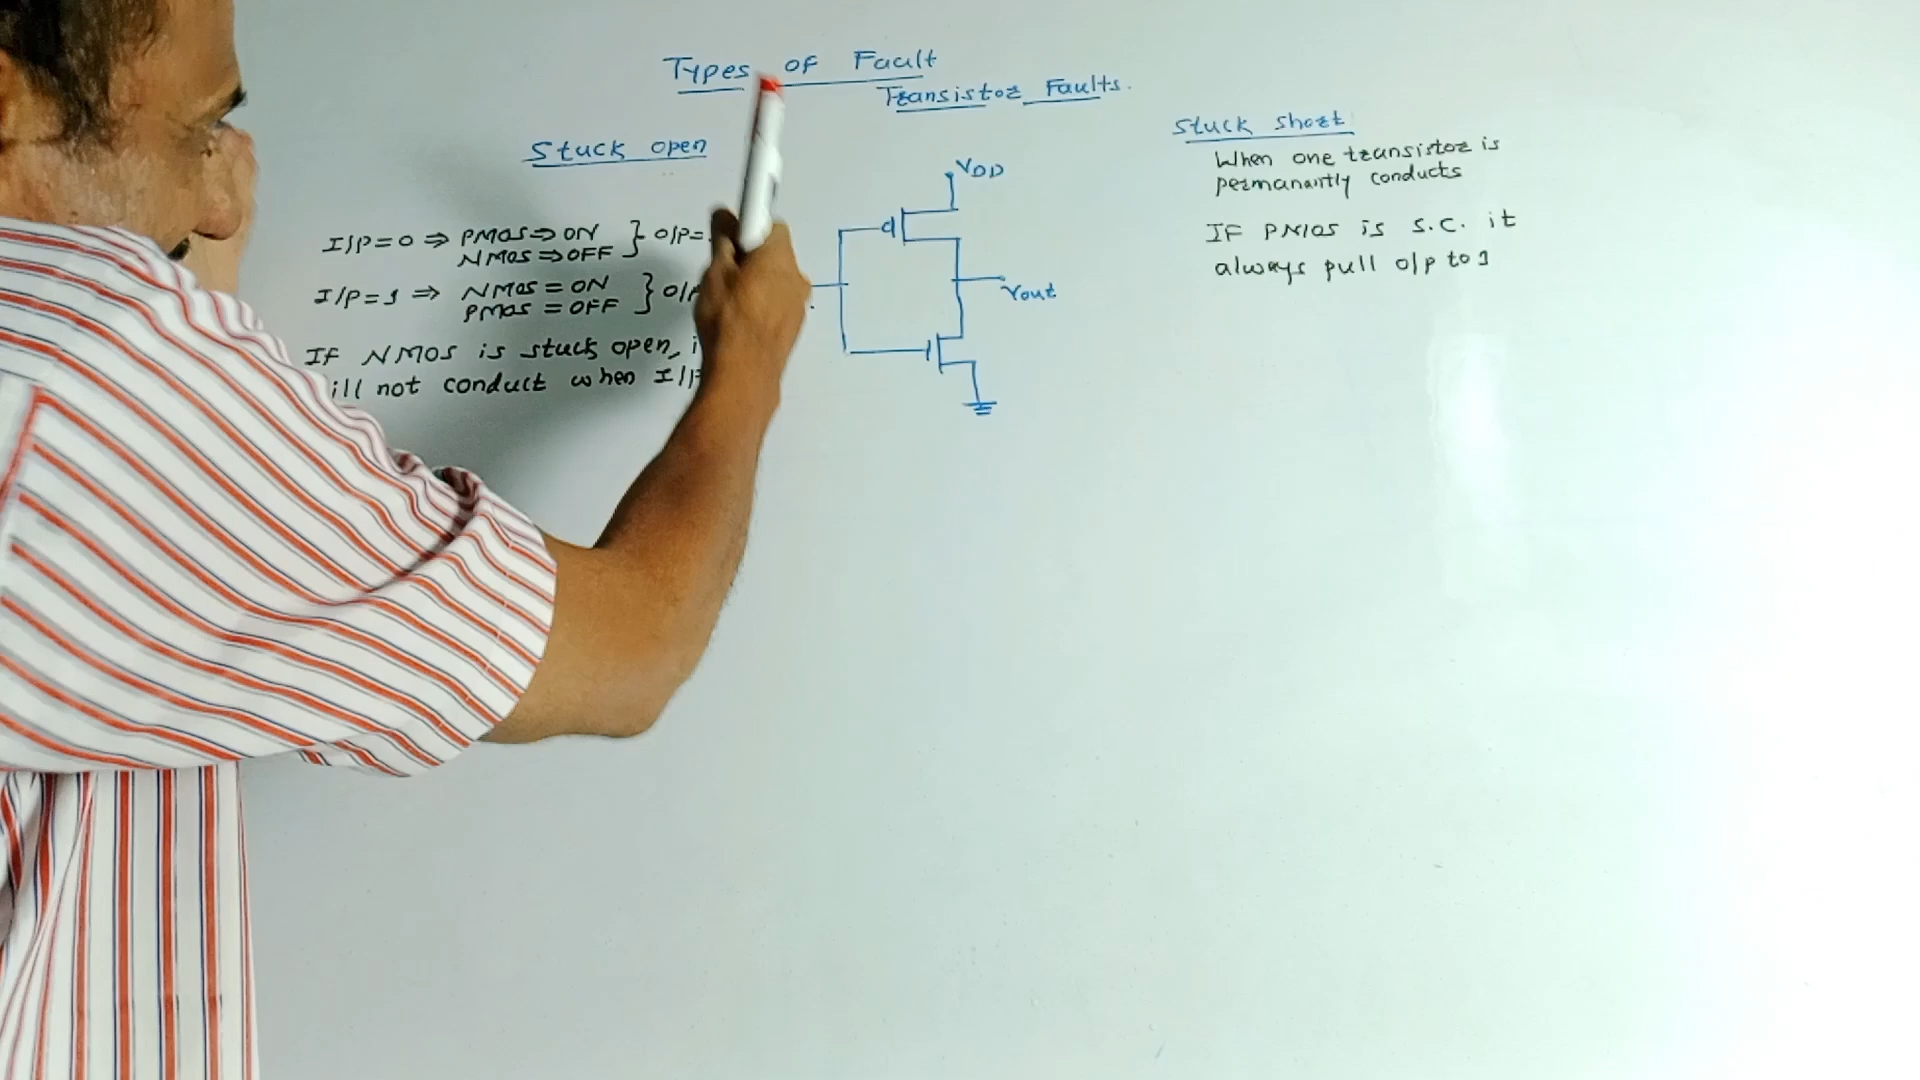 Types of Fault
Transistor Faults.
Stuck open
I/P=0 ⇒ PMOS ⇒ ON } O/P=
NMOS ⇒ OFF
I/P=1 ⇒ NMOS = ON } O/P
PMOS = OFF
IF NMOS is stuck open, i
ill not conduct when I/P
VDD
Vout
Stuck short
When one transistor is
permanantly conducts
IF PMOS is S.C. it
always pull o/p to 1